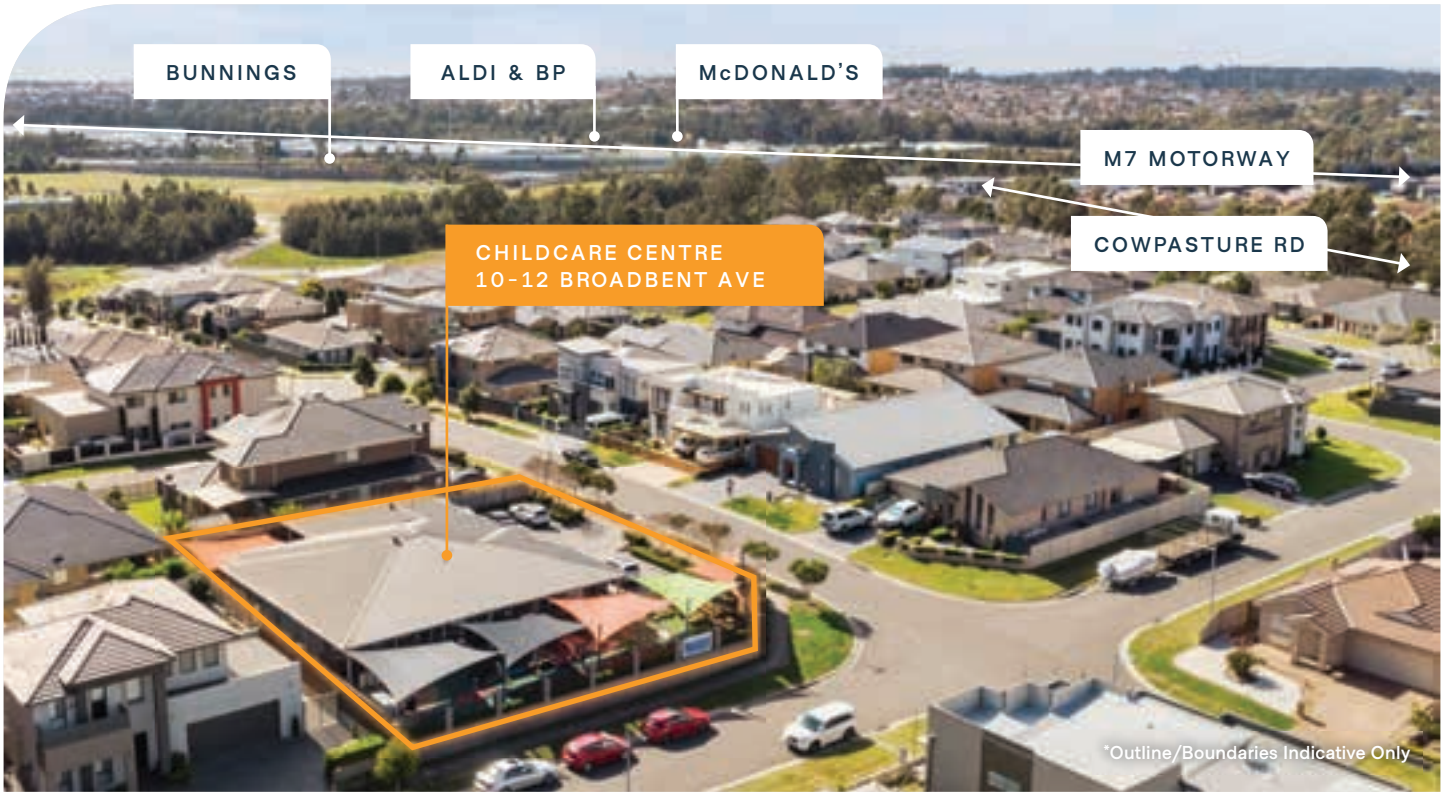 BUNNINGS
ALDI & BP
McDONALD'S
M7 MOTORWAY
COWPASTURE RD
CHILDCARE CENTRE
10-12 BROADBENT AVE
*Outline/Boundaries Indicative Only